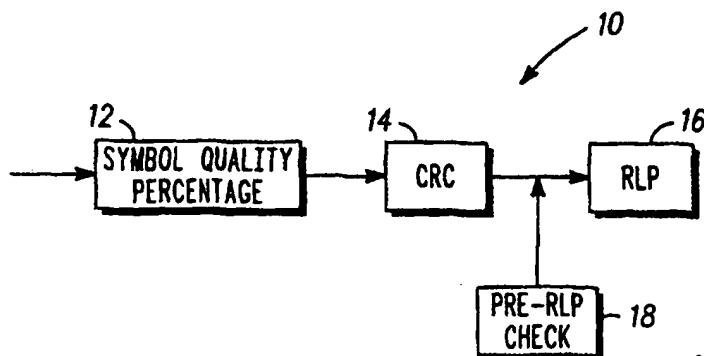 10
12
14
16
SYMBOL QUALITY
PERCENTAGE
CRC
RLP
PRE-RLP
CHECK
18